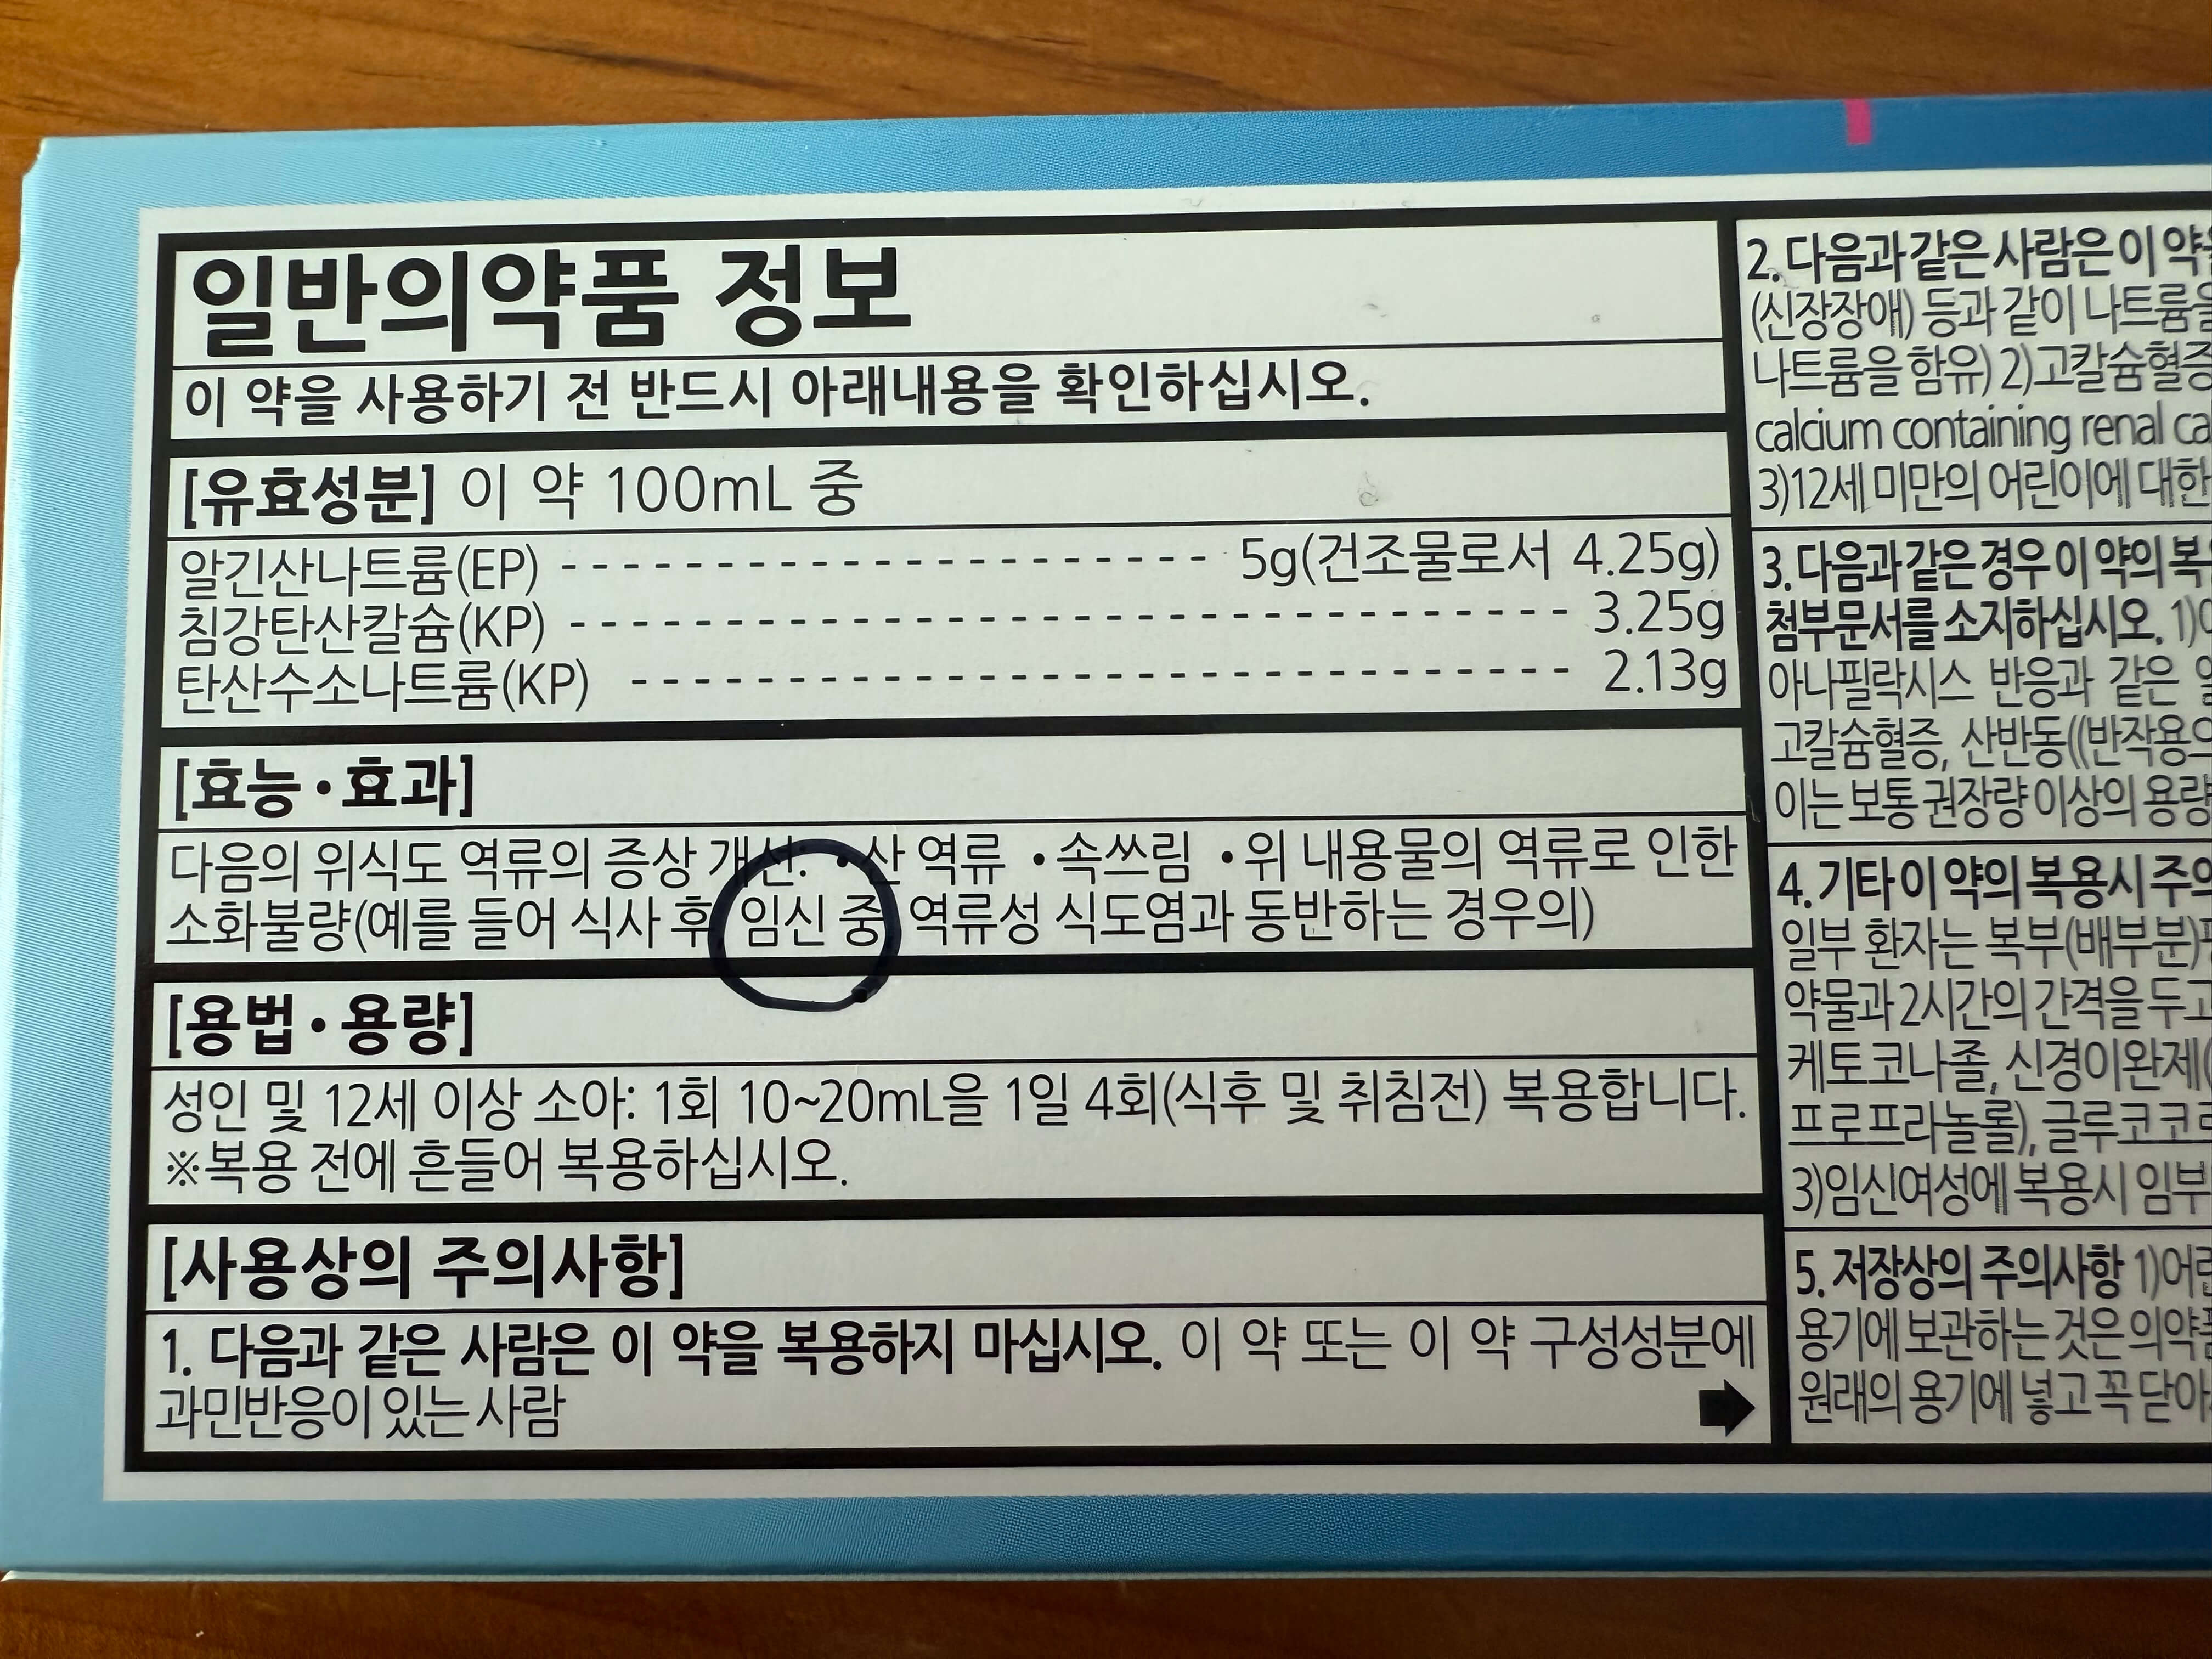 일반의약품 정보
이 약을 사용하기 전 반드시 아래내용을 확인하십시오.
[유효성분] 이 약 100mL 중
알긴산나트륨(EP) - - - - - - - - - - - - - - - - - - - - - - - - - 5g(건조물로서 4.25g)
침강탄산칼슘(KP) - - - - - - - - - - - - - - - - - - - - - - - - - - - - - - - - - - - - - - - 3.25g
탄산수소나트륨(KP) - - - - - - - - - - - - - - - - - - - - - - - - - - - - - - - - - - - - - 2.13g
[효능•효과]
다음의 위식도 역류의 증상 개선: •산 역류 •속쓰림 •위 내용물의 역류로 인한
소화불량(예를 들어 식사 후 임신 중 역류성 식도염과 동반하는 경우의)
[용법•용량]
성인 및 12세 이상 소아: 1회 10~20mL을 1일 4회(식후 및 취침전) 복용합니다.
※복용 전에 흔들어 복용하십시오.
[사용상의 주의사항]
1. 다음과 같은 사람은 이 약을 복용하지 마십시오. 이 약 또는 이 약 구성성분에
과민반응이 있는 사람
2. 다음과 같은 사람은 이 약
(신장장애) 등과 같이 나트륨을
나트륨을 함유) 2)고칼슘혈증
calcium containing renal ca
3)12세 미만의 어린이에 대한
3. 다음과 같은 경우 이 약의 복
첨부문서를 소지하십시오. 1)
아나필락시스 반응과 같은
고칼슘혈증, 산반동((반작용으
이는 보통 권장량 이상의 용량
4. 기타 이 약의 복용시 주의
일부 환자는 복부(배부분)
약물과 2시간의 간격을 두고
케토코나졸, 신경이완제(
프로프라놀롤), 글루코코르
3)임신여성에 복용시 임부
5. 저장상의 주의사항 1)어린
용기에 보관하는 것은 의약품
원래의 용기에 넣고 꼭 닫아